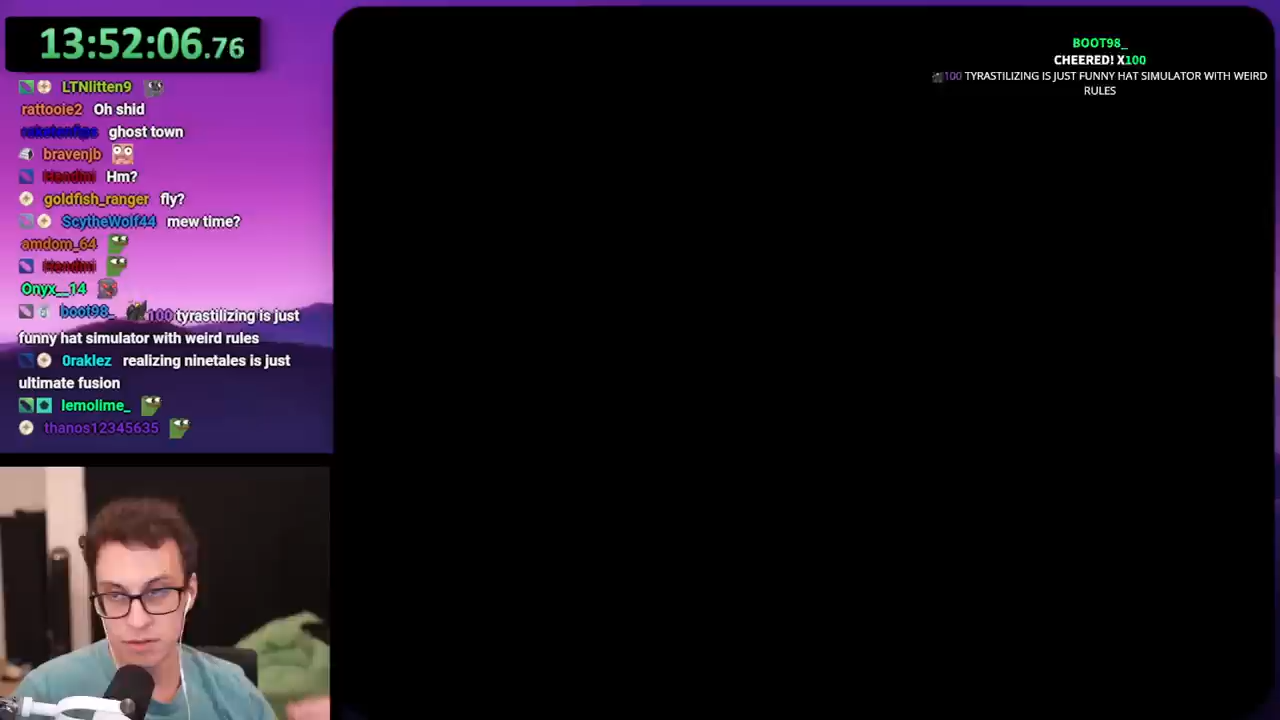 13:52:06.76
BOOT98_
CHEERED! X100
100 TYRASTILIZING IS JUST FUNNY HAT SIMULATOR WITH WEIRD
RULES
LTNlitten9
rattooie2 Oh shid
ghost town
bravenjb
Hendini Hm?
goldfish_ranger fly?
ScytheWolf44 mew time?
amdom_64
Hendini
Onyx__14
boot98_ 100 tyrastilizing is just
funny hat simulator with weird rules
0raklez realizing ninetales is just
ultimate fusion
lemolime_
thanos12345635